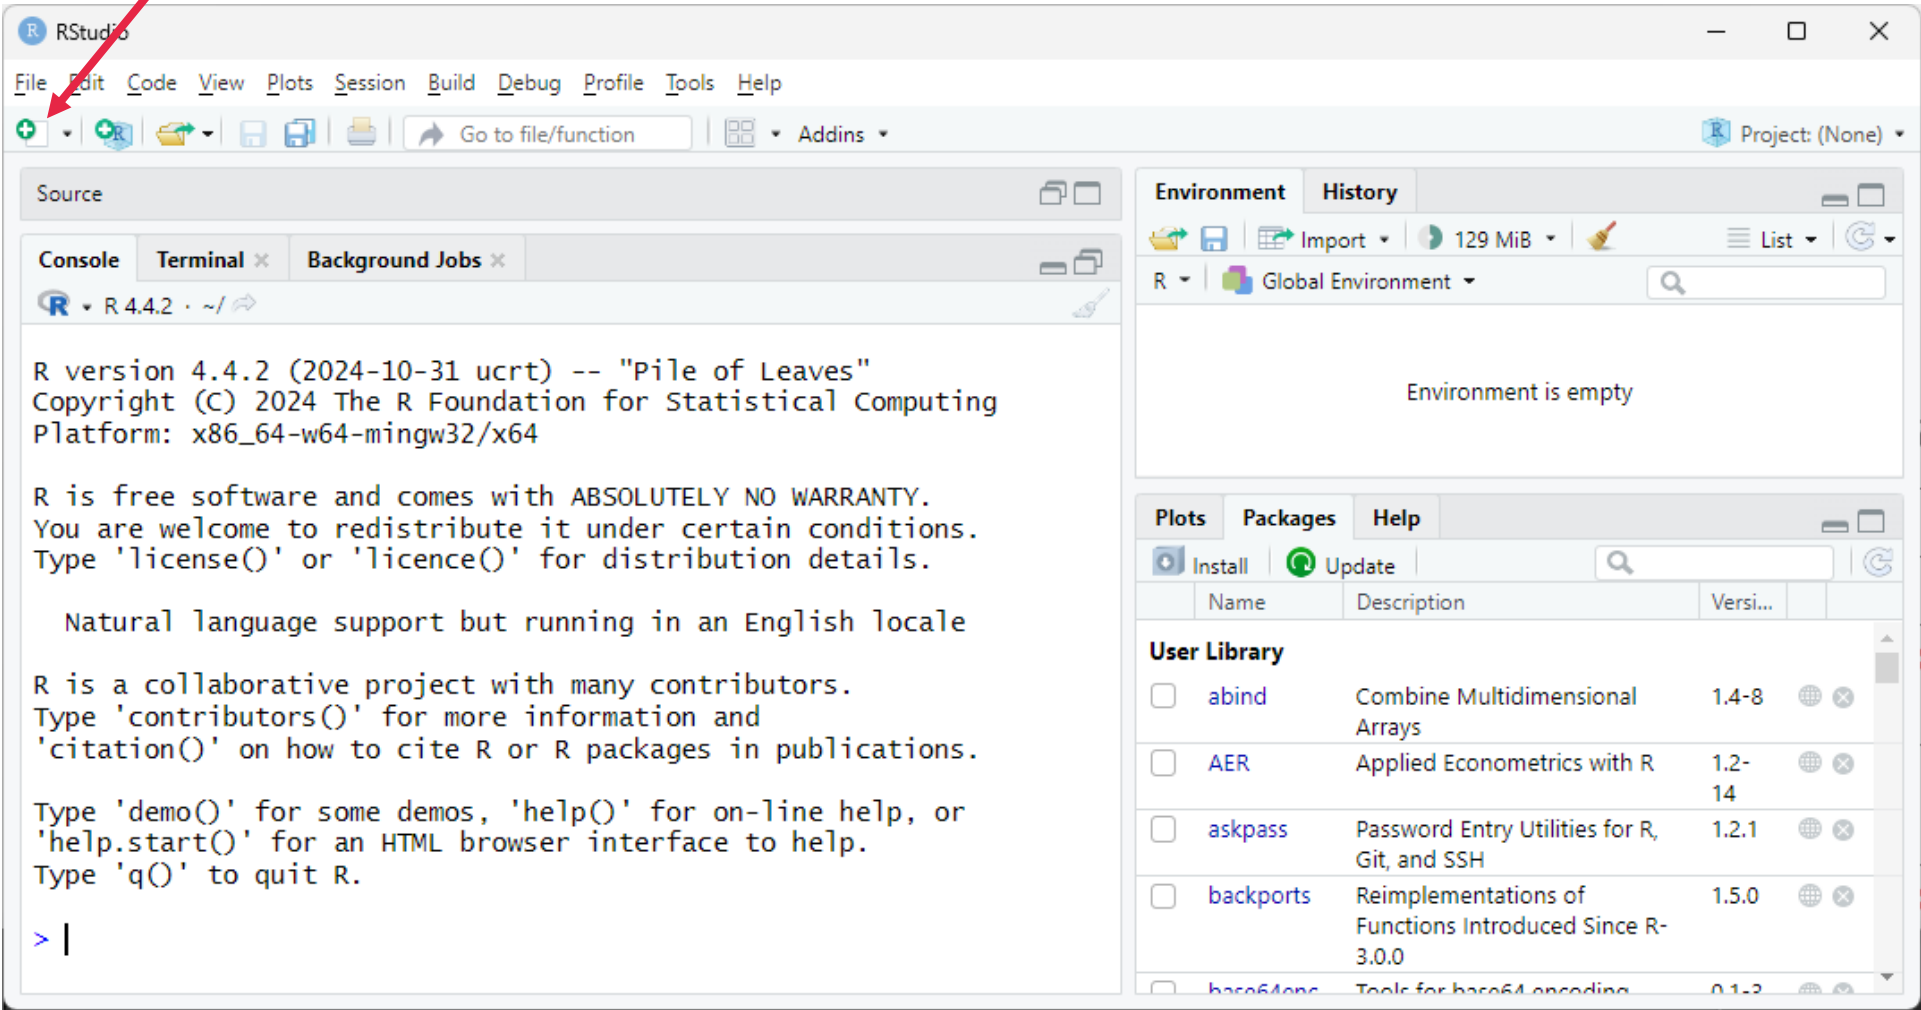 R RStudio
File Edit Code View Plots Session Build Debug Profile Tools Help
R Go to file/function Addins R Project: (None)
Source
Console Terminal Background Jobs
R R 4.4.2 · ~/
R version 4.4.2 (2024-10-31 ucrt) -- "Pile of Leaves"
Copyright (C) 2024 The R Foundation for Statistical Computing
Platform: x86_64-w64-mingw32/x64
R is free software and comes with ABSOLUTELY NO WARRANTY.
You are welcome to redistribute it under certain conditions.
Type 'license()' or 'licence()' for distribution details.
Natural language support but running in an English locale
R is a collaborative project with many contributors.
Type 'contributors()' for more information and
'citation()' on how to cite R or R packages in publications.
Type 'demo()' for some demos, 'help()' for on-line help, or
'help.start()' for an HTML browser interface to help.
Type 'q()' to quit R.
>
Environment History
Import 129 MiB List
R Global Environment
Environment is empty
Plots Packages Help
Install Update
Name Description Versi...
User Library
abind Combine Multidimensional 1.4-8
Arrays
AER Applied Econometrics with R 1.2-
14
askpass Password Entry Utilities for R, 1.2.1
Git, and SSH
backports Reimplementations of 1.5.0
Functions Introduced Since R-
3.0.0
base64enc Tools for base64 encoding 0.1-3